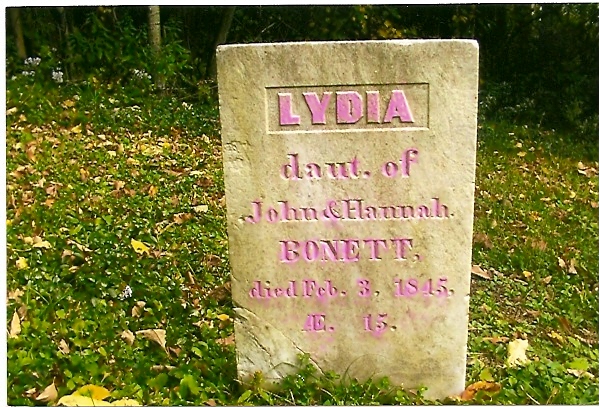 LYDIA
daut. of
John & Hannah
BONETT,
died Feb. 3, 1845.
Æ. 15.